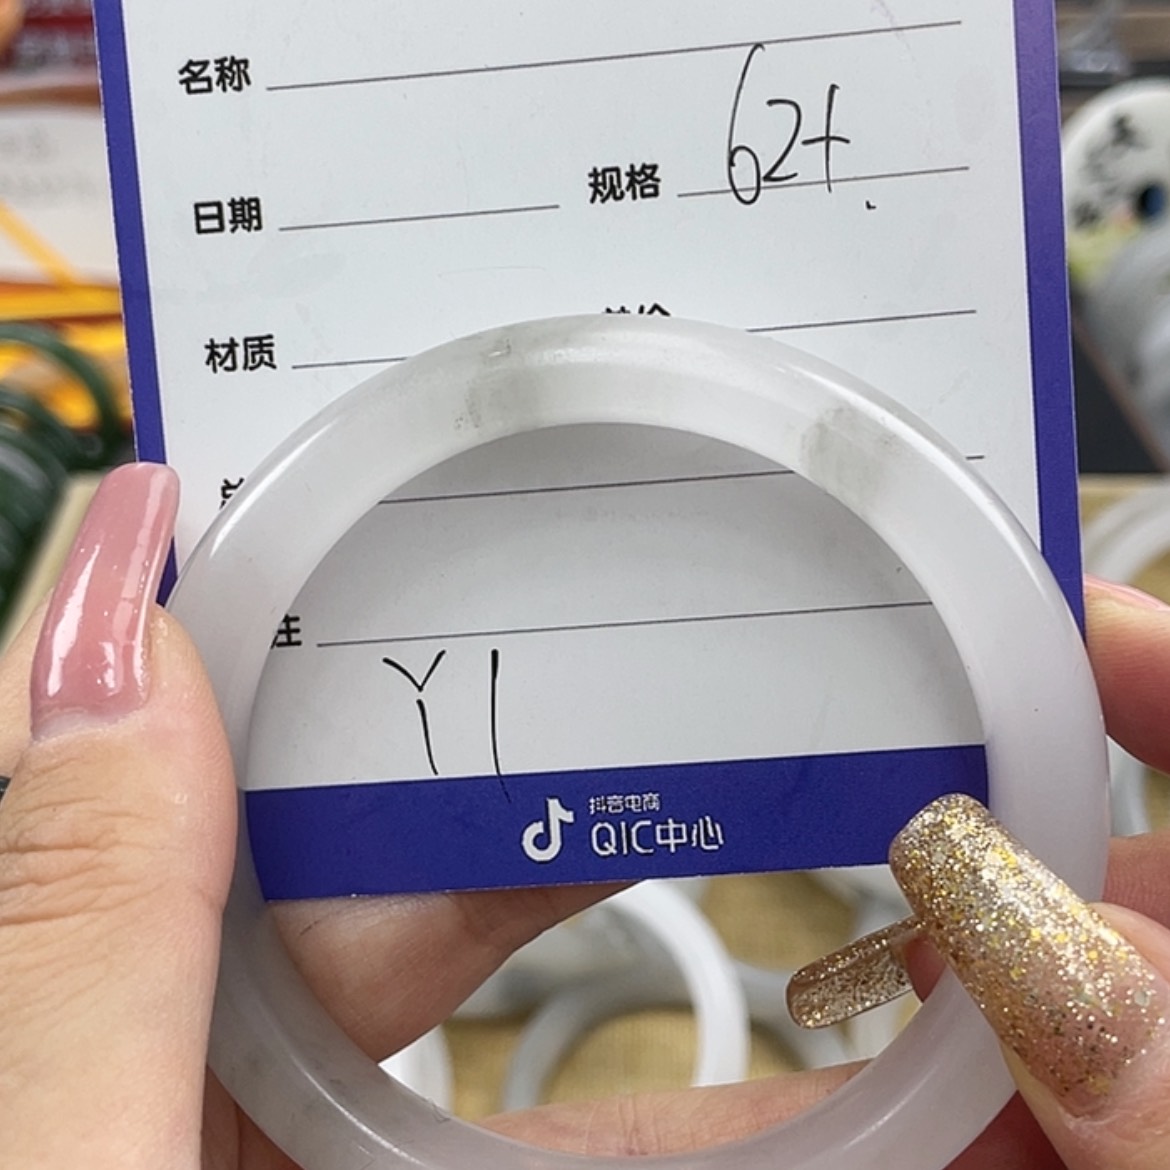 名称
日期 规格 62+
材质
注
Y1
抖音电商
QIC中心